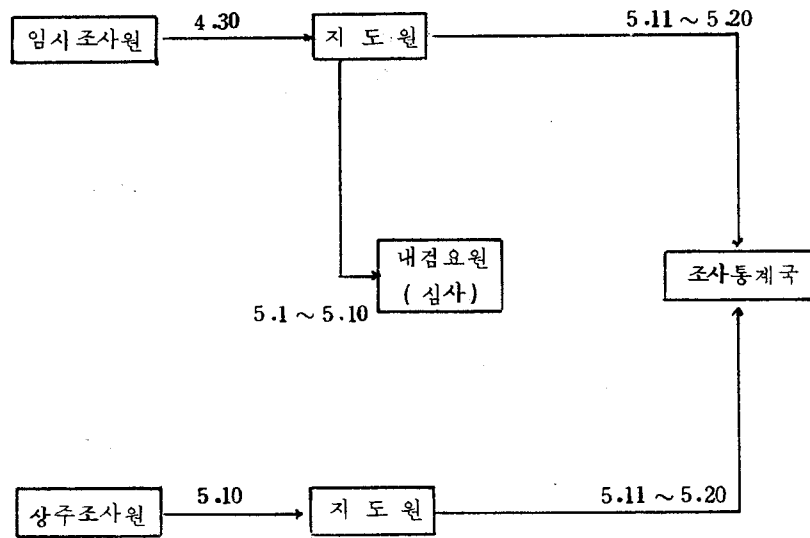 임시조사원
4.30
지 도 원
5.11 ~ 5.20
내검요원
( 심사 )
5.1 ~ 5.10
조사통계국
상주조사원
5.10
지 도 원
5.11 ~ 5.20